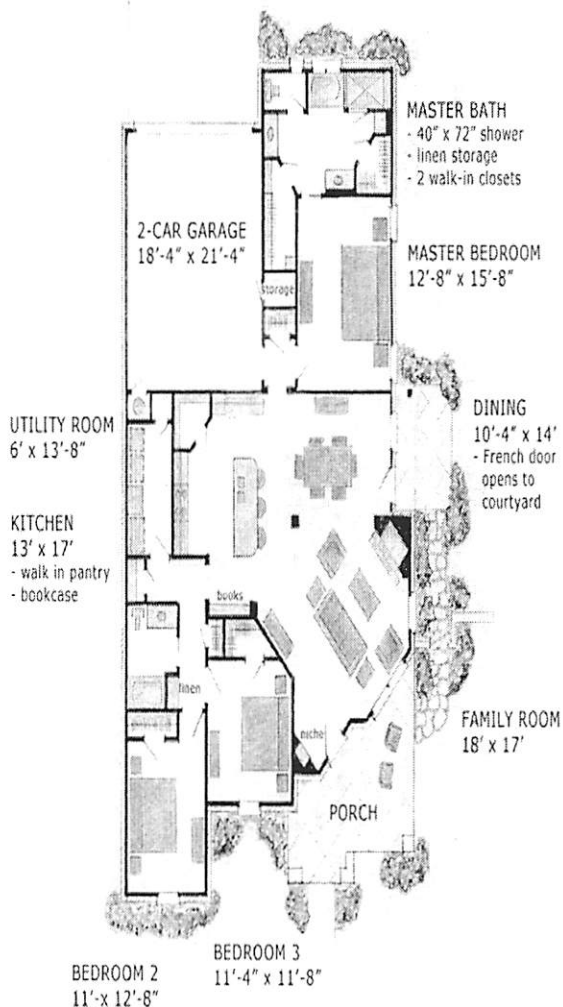 MASTER BATH
- 40" x 72" shower
- linen storage
- 2 walk-in closets
2-CAR GARAGE
18'-4" x 21'-4"
MASTER BEDROOM
12'-8" x 15'-8"
storage
UTILITY ROOM
6' x 13'-8"
DINING
10'-4" x 14'
- French door
opens to
courtyard
KITCHEN
13' x 17'
- walk in pantry
- bookcase
books
linen
niche
FAMILY ROOM
18' x 17'
PORCH
BEDROOM 3
11'-4" x 11'-8"
BEDROOM 2
11'-x 12'-8"